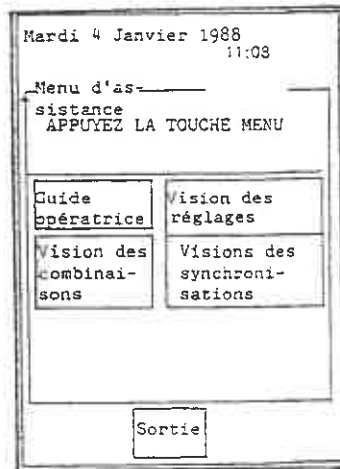 Mardi 4 Janvier 1988
11:08
Menu d'as-
sistance
APPUYEZ LA TOUCHE MENU
Guide
opératrice
Vision des
réglages
Vision des
combinai-
sons
Visions des
synchroni-
sations
Sortie